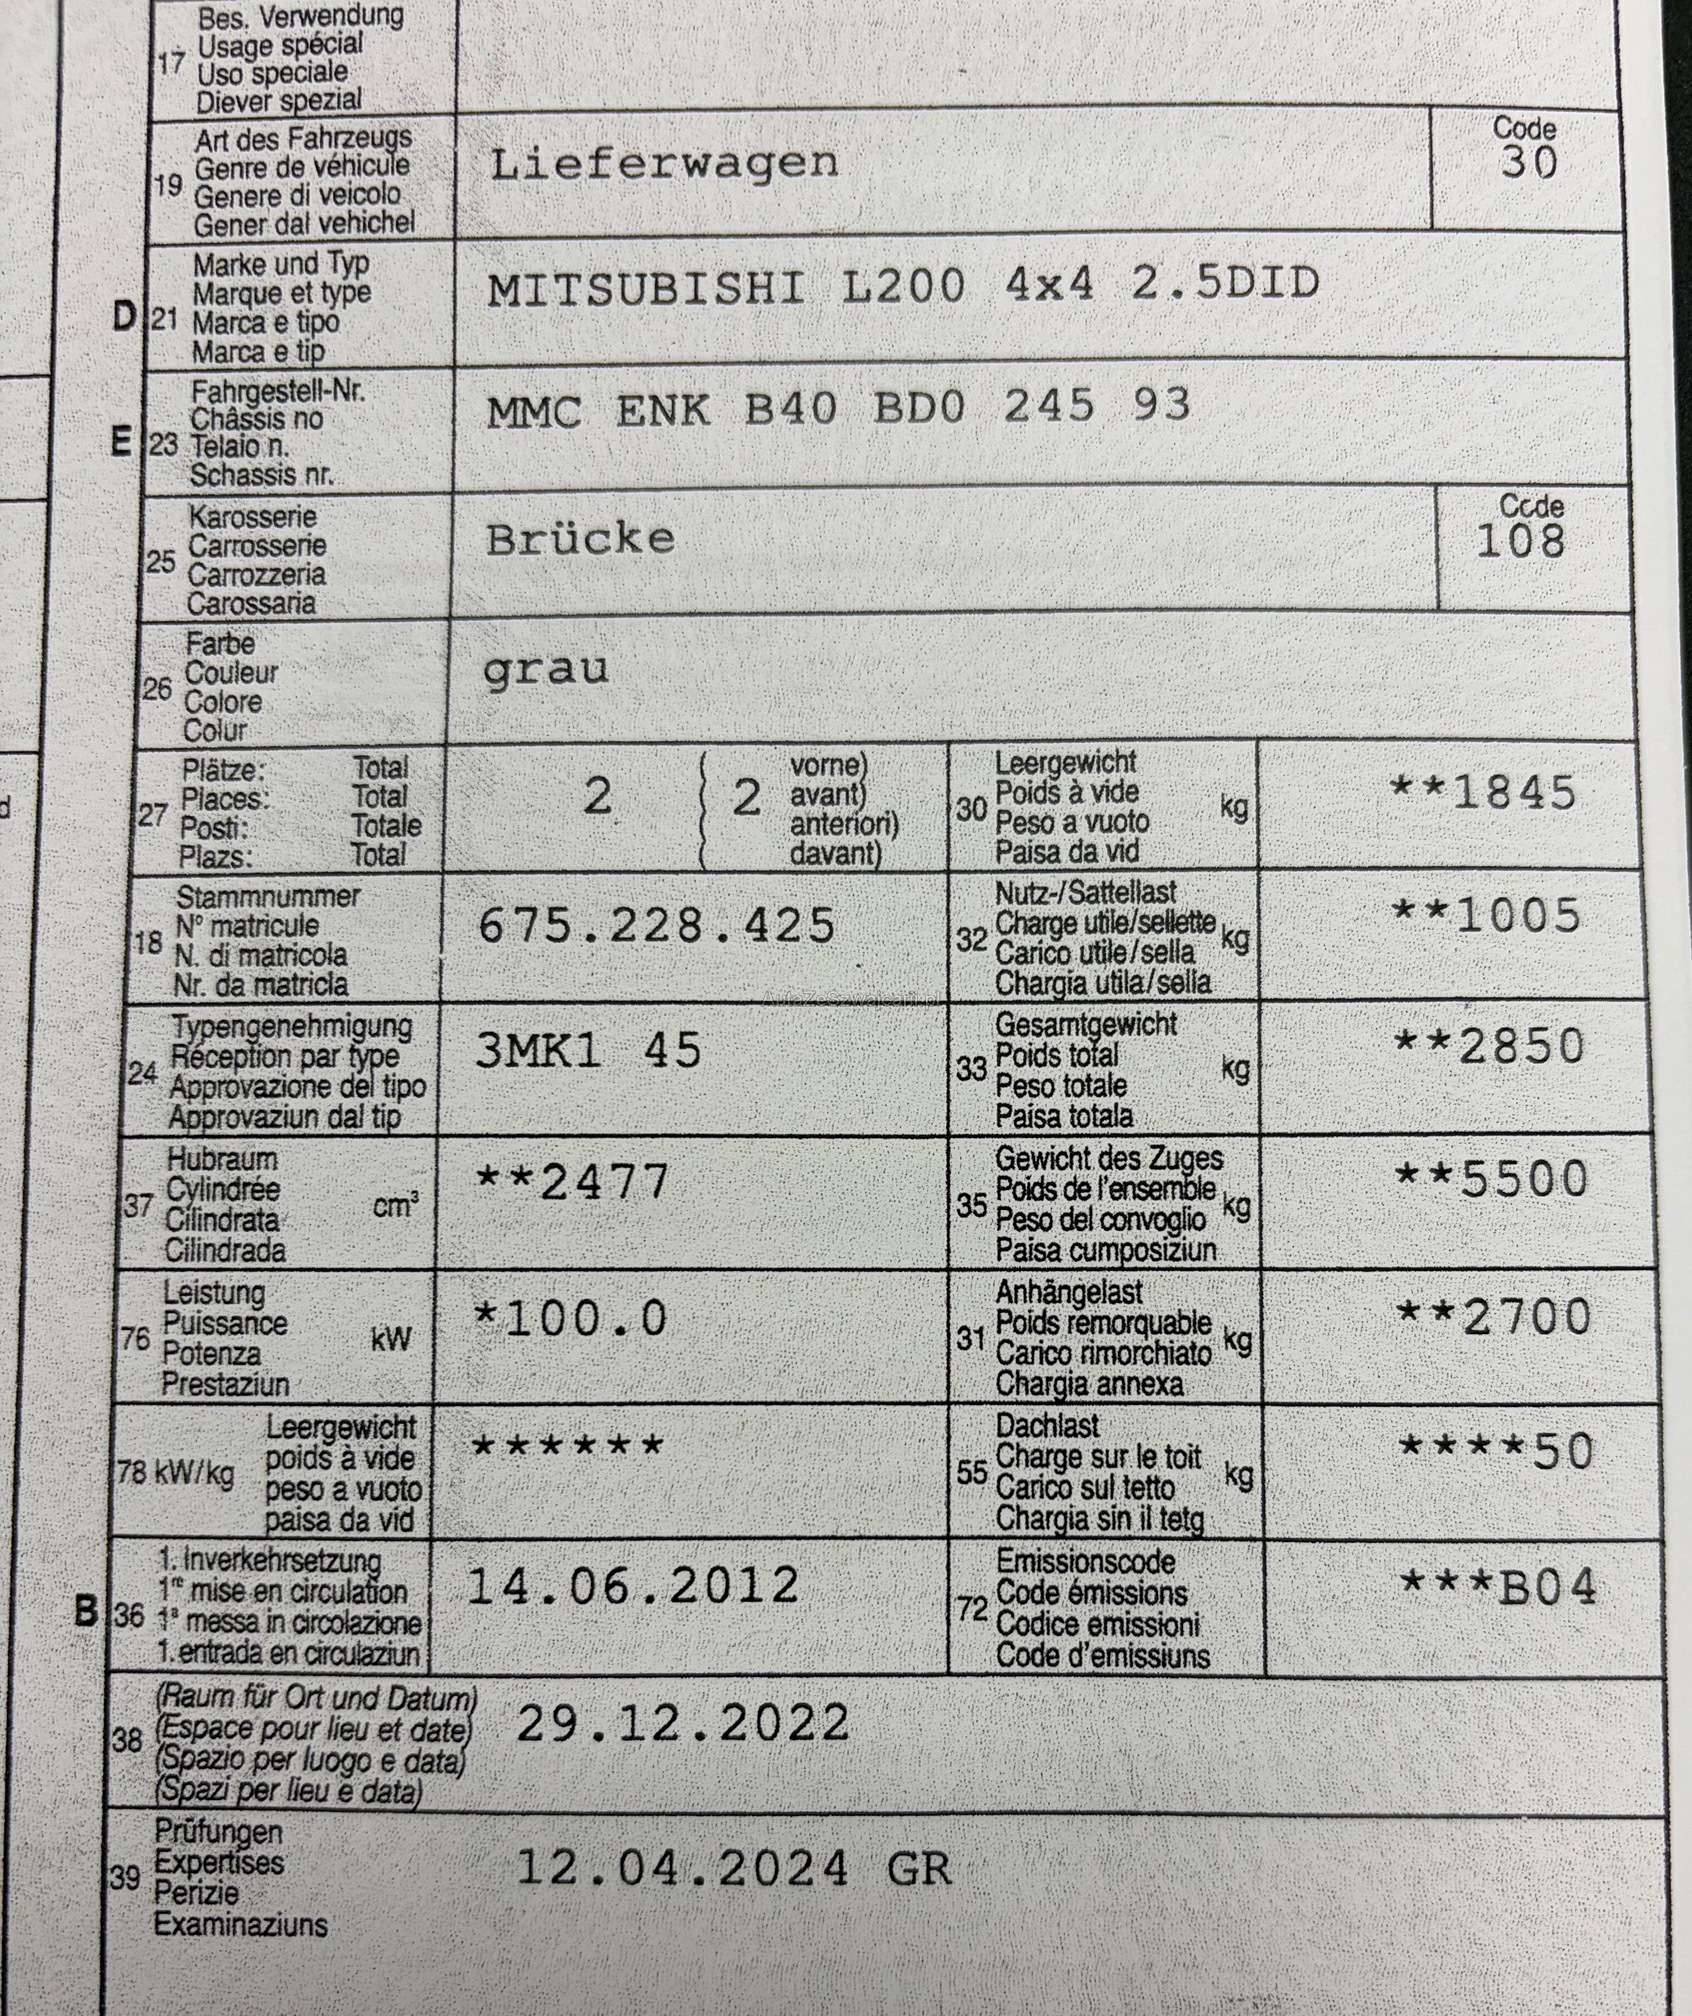 17 Bes. Verwendung
Usage spécial
Uso speciale
Diever spezial
19 Art des Fahrzeugs
Genre de véhicule
Genere di veicolo
Gener dal vehichel
Lieferwagen
Code
30
D 21 Marke und Typ
Marque et type
Marca e tipo
Marca e tip
MITSUBISHI L200 4x4 2.5DID
E 23 Fahrgestell-Nr.
Châssis no
Telaio n.
Schassis nr.
MMC ENK B40 BD0 245 93
25 Karosserie
Carrosserie
Carrozzeria
Carossaria
Brücke
Code
108
26 Farbe
Couleur
Colore
Colur
grau
27 Plätze: Total
Places: Total
Posti: Totale
Plazs: Total
2 ( 2 vorne)
avant)
anteriori)
( davant)
30 Leergewicht
Poids à vide
Peso a vuoto
Paisa da vid
kg
**1845
18 Stammnummer
N° matricule
N. di matricola
Nr. da matricla
675.228.425
32 Nutz-/Sattellast
Charge utile/sellette
Carico utile/sella
Chargia utila/sella
kg
**1005
24 Typengenehmigung
Réception par type
Approvazione del tipo
Approvaziun dal tip
3MK1 45
33 Gesamtgewicht
Poids total
Peso totale
Paisa totala
kg
**2850
37 Hubraum
Cylindrée
Cilindrata
Cilindrada
cm³
**2477
35 Gewicht des Zuges
Poids de l'ensemble
Peso del convoglio
Paisa cumposiziun
kg
**5500
76 Leistung
Puissance
Potenza
Prestaziun
kW
*100.0
31 Anhängelast
Poids remorquable
Carico rimorchiato
Chargia annexa
kg
**2700
78 kW/kg Leergewicht
poids à vide
peso a vuoto
paisa da vid
******
55 Dachlast
Charge sur le toit
Carico sul tetto
Chargia sin il tetg
kg
****50
B 36 1. Inverkehrsetzung
1re mise en circulation
1a messa in circolazione
1. entrada en circulaziun
14.06.2012
72 Emissionscode
Code émissions
Codice emissioni
Code d'emissiuns
***B04
38 (Raum für Ort und Datum)
(Espace pour lieu et date)
(Spazio per luogo e data)
(Spazi per lieu e data)
29.12.2022
39 Prüfungen
Expertises
Perizie
Examinaziuns
12.04.2024 GR